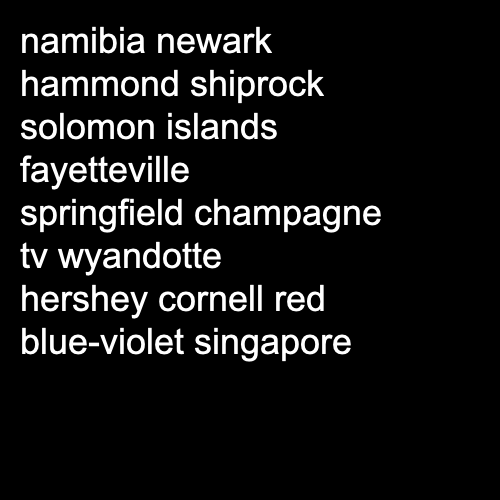 namibia newark
hammond shiprock
solomon islands
fayetteville
springfield champagne
tv wyandotte
hershey cornell red
blue-violet singapore